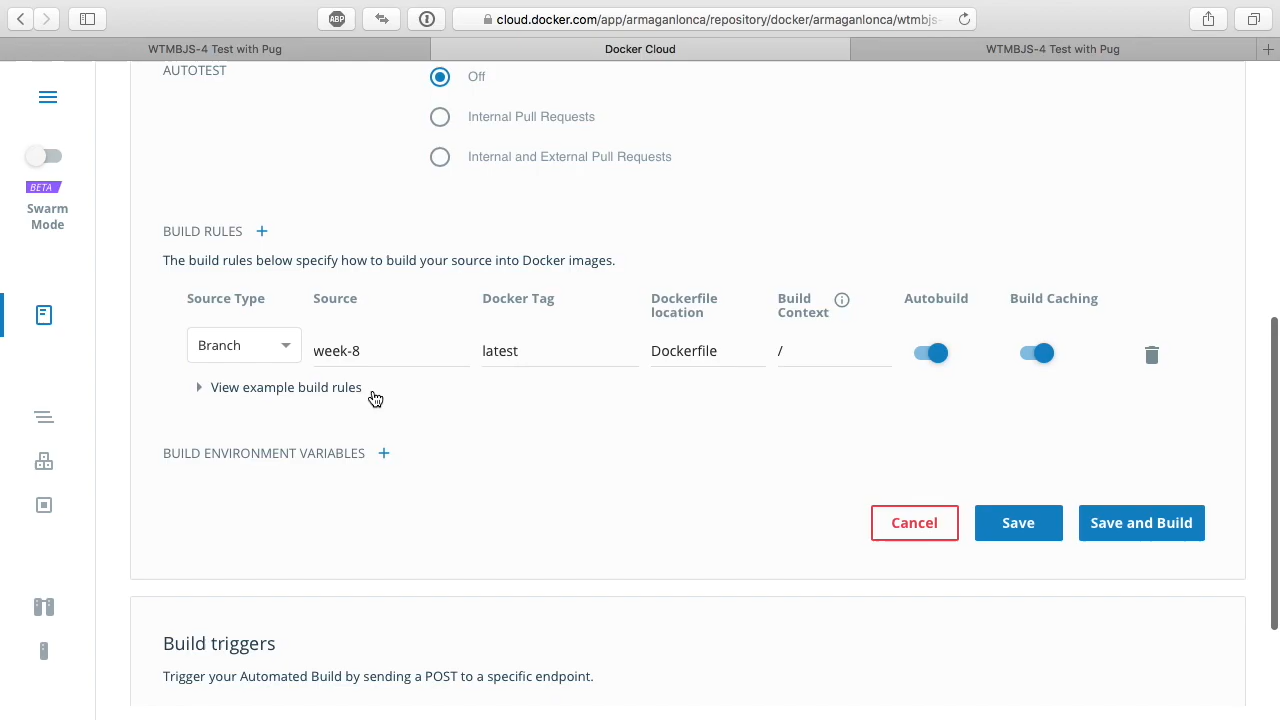 ABP
cloud.docker.com/app/armaganlonca/repository/docker/armaganlonca/wtmbjs-
WTMBJS-4 Test with Pug
Docker Cloud
WTMBJS-4 Test with Pug
AUTOTEST
Off
Internal Pull Requests
Internal and External Pull Requests
BETA
Swarm
Mode
BUILD RULES +
The build rules below specify how to build your source into Docker images.
Source Type Source Docker Tag Dockerfile location Build Context Autobuild Build Caching
Branch week-8 latest Dockerfile /
View example build rules
BUILD ENVIRONMENT VARIABLES +
Cancel Save Save and Build
Build triggers
Trigger your Automated Build by sending a POST to a specific endpoint.